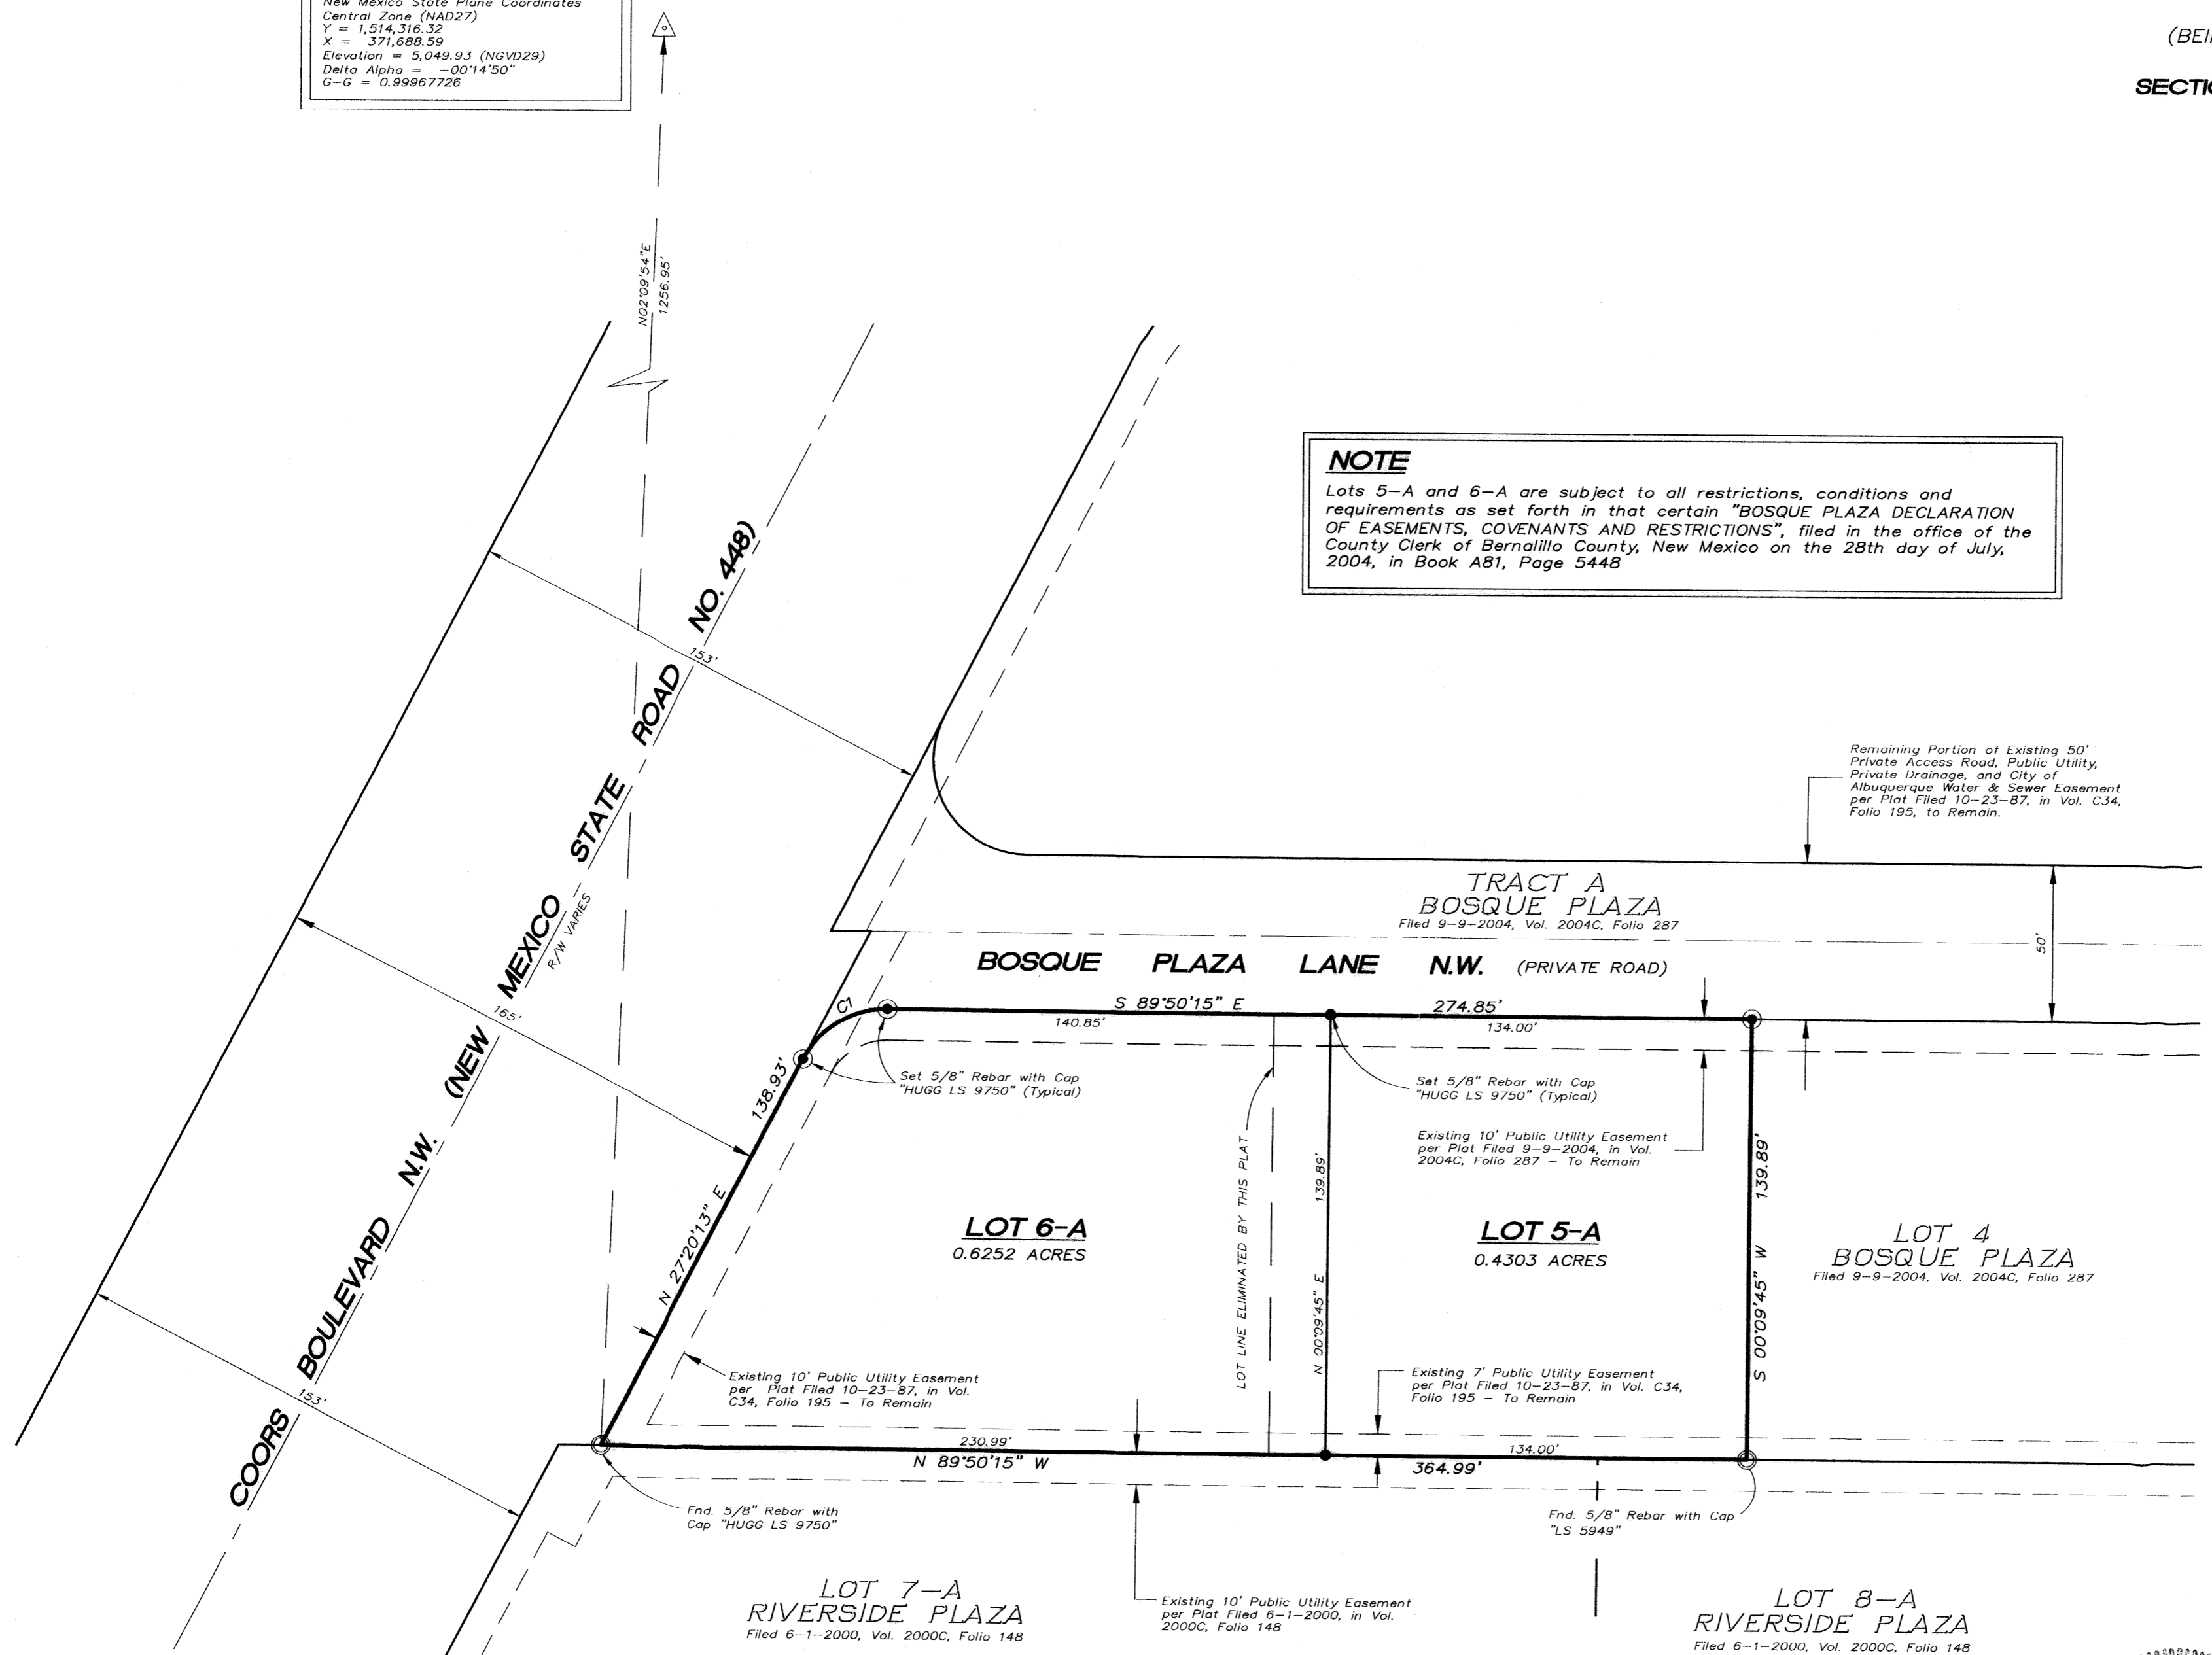 New Mexico State Plane Coordinates
Central Zone (NAD27)
Y = 1,514,316.32
X = 371,688.59
Elevation = 5,049.93 (NGVD29)
Delta Alpha = -00°14'50"
G-G = 0.99967726
(BEI
SECTI
N02°09'54"E
1256.95'
NOTE
Lots 5-A and 6-A are subject to all restrictions, conditions and
requirements as set forth in that certain "BOSQUE PLAZA DECLARATION
OF EASEMENTS, COVENANTS AND RESTRICTIONS", filed in the office of the
County Clerk of Bernalillo County, New Mexico on the 28th day of July,
2004, in Book A81, Page 5448
COORS BOULEVARD N.W. (NEW MEXICO STATE ROAD NO. 448)
R/W VARIES
153'
165'
153'
Remaining Portion of Existing 50'
Private Access Road, Public Utility,
Private Drainage, and City of
Albuquerque Water & Sewer Easement
per Plat Filed 10-23-87, in Vol. C34,
Folio 195, to Remain.
TRACT A
BOSQUE PLAZA
Filed 9-9-2004, Vol. 2004C, Folio 287
50'
BOSQUE PLAZA LANE N.W. (PRIVATE ROAD)
C1
S 89°50'15" E
274.85'
140.85'
134.00'
138.93'
N 27°20'13" E
Set 5/8" Rebar with Cap
"HUGG LS 9750" (Typical)
Set 5/8" Rebar with Cap
"HUGG LS 9750" (Typical)
Existing 10' Public Utility Easement
per Plat Filed 9-9-2004, in Vol.
2004C, Folio 287 - To Remain
LOT LINE ELIMINATED BY THIS PLAT
139.89'
N 00°09'45" E
139.89'
S 00°09'45" W
LOT 6-A
0.6252 ACRES
LOT 5-A
0.4303 ACRES
LOT 4
BOSQUE PLAZA
Filed 9-9-2004, Vol. 2004C, Folio 287
Existing 10' Public Utility Easement
per Plat Filed 10-23-87, in Vol.
C34, Folio 195 - To Remain
Existing 7' Public Utility Easement
per Plat Filed 10-23-87, in Vol. C34,
Folio 195 - To Remain
230.99'
134.00'
N 89°50'15" W
364.99'
Fnd. 5/8" Rebar with
Cap "HUGG LS 9750"
Fnd. 5/8" Rebar with Cap
"LS 5949"
LOT 7-A
RIVERSIDE PLAZA
Filed 6-1-2000, Vol. 2000C, Folio 148
Existing 10' Public Utility Easement
per Plat Filed 6-1-2000, in Vol.
2000C, Folio 148
LOT 8-A
RIVERSIDE PLAZA
Filed 6-1-2000, Vol. 2000C, Folio 148